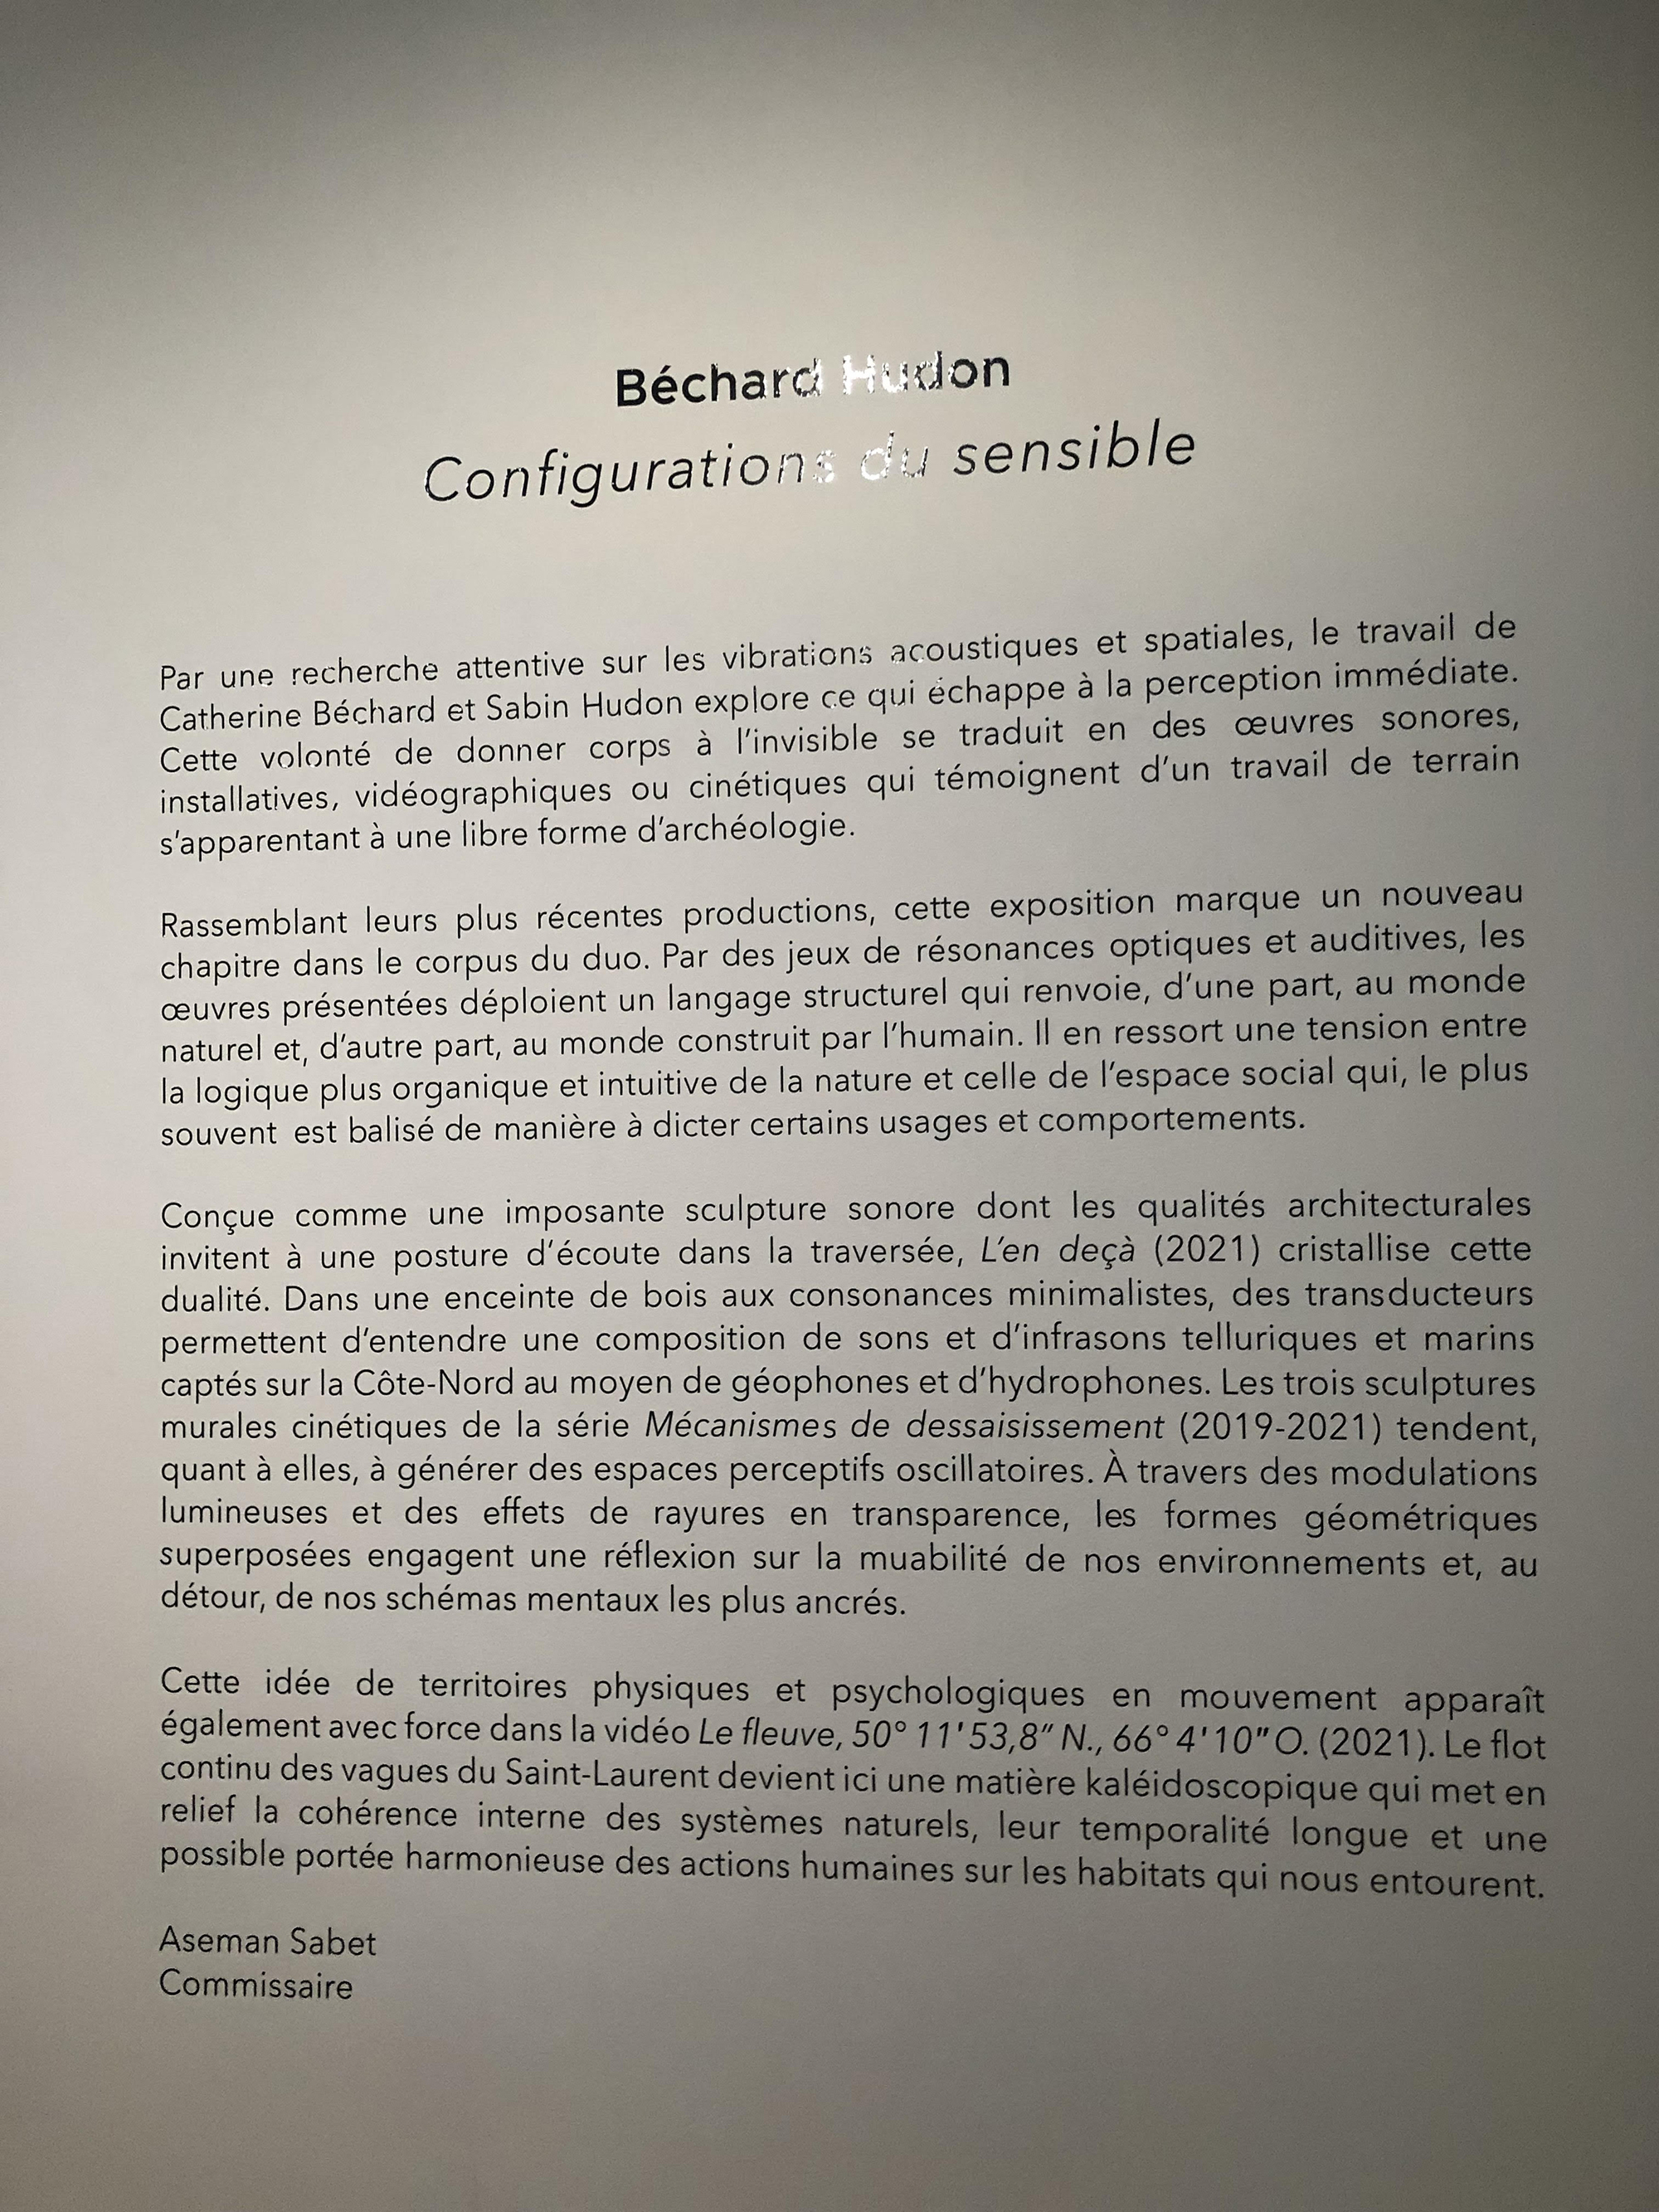 Béchard Hudon
Configurations du sensible
Par une recherche attentive sur les vibrations acoustiques et spatiales, le travail de
Catherine Béchard et Sabin Hudon explore ce qui échappe à la perception immédiate.
Cette volonté de donner corps à l’invisible se traduit en des œuvres sonores,
installatives, vidéographiques ou cinétiques qui témoignent d’un travail de terrain
s’apparentant à une libre forme d’archéologie.
Rassemblant leurs plus récentes productions, cette exposition marque un nouveau
chapitre dans le corpus du duo. Par des jeux de résonances optiques et auditives, les
œuvres présentées déploient un langage structurel qui renvoie, d’une part, au monde
naturel et, d’autre part, au monde construit par l’humain. Il en ressort une tension entre
la logique plus organique et intuitive de la nature et celle de l’espace social qui, le plus
souvent est balisé de manière à dicter certains usages et comportements.
Conçue comme une imposante sculpture sonore dont les qualités architecturales
invitent à une posture d’écoute dans la traversée, L’en deçà (2021) cristallise cette
dualité. Dans une enceinte de bois aux consonances minimalistes, des transducteurs
permettent d’entendre une composition de sons et d’infrasons telluriques et marins
captés sur la Côte-Nord au moyen de géophones et d’hydrophones. Les trois sculptures
murales cinétiques de la série Mécanismes de dessaisissement (2019-2021) tendent,
quant à elles, à générer des espaces perceptifs oscillatoires. À travers des modulations
lumineuses et des effets de rayures en transparence, les formes géométriques
superposées engagent une réflexion sur la muabilité de nos environnements et, au
détour, de nos schémas mentaux les plus ancrés.
Cette idée de territoires physiques et psychologiques en mouvement apparaît
également avec force dans la vidéo Le fleuve, 50° 11'53,8” N., 66° 4'10” O. (2021). Le flot
continu des vagues du Saint-Laurent devient ici une matière kaléidoscopique qui met en
relief la cohérence interne des systèmes naturels, leur temporalité longue et une
possible portée harmonieuse des actions humaines sur les habitats qui nous entourent.
Aseman Sabet
Commissaire